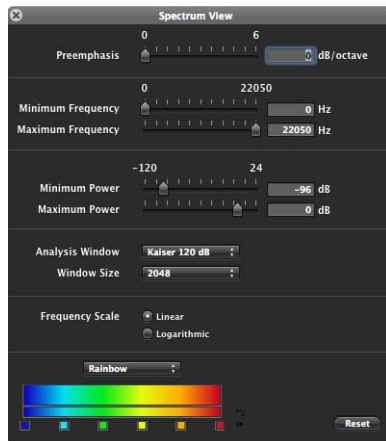 Spectrum View
0 6
Preemphasis 0 dB/octave
0 22050
Minimum Frequency 0 Hz
Maximum Frequency 22050 Hz
-120 24
Minimum Power -96 dB
Maximum Power 0 dB
Analysis Window Kaiser 120 dB
Window Size 2048
Frequency Scale Linear
Logarithmic
Rainbow
Reset